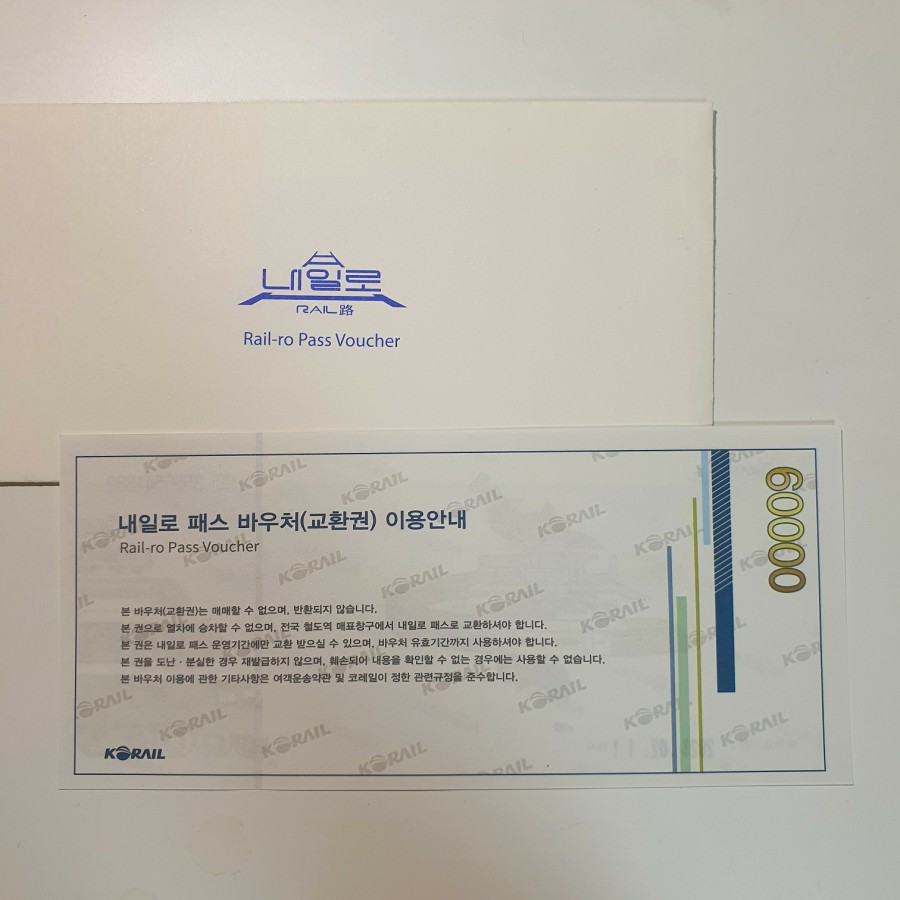 내일로
RAIL路
Rail-ro Pass Voucher
내일로 패스 바우처(교환권) 이용안내
Rail-ro Pass Voucher
60000
본 바우처(교환권)는 매매할 수 없으며, 반환되지 않습니다.
본 권으로 열차에 승차할 수 없으며, 전국 철도역 매표창구에서 내일로 패스로 교환하셔야 합니다.
본 권은 내일로 패스 운영기간에만 교환 받으실 수 있으며, 바우처 유효기간까지 사용하셔야 합니다.
본 권을 도난 · 분실한 경우 재발급하지 않으며, 훼손되어 내용을 확인할 수 없는 경우에는 사용할 수 없습니다.
본 바우처 이용에 관한 기타사항은 여객운송약관 및 코레일이 정한 관련규정을 준수합니다.
KORAIL